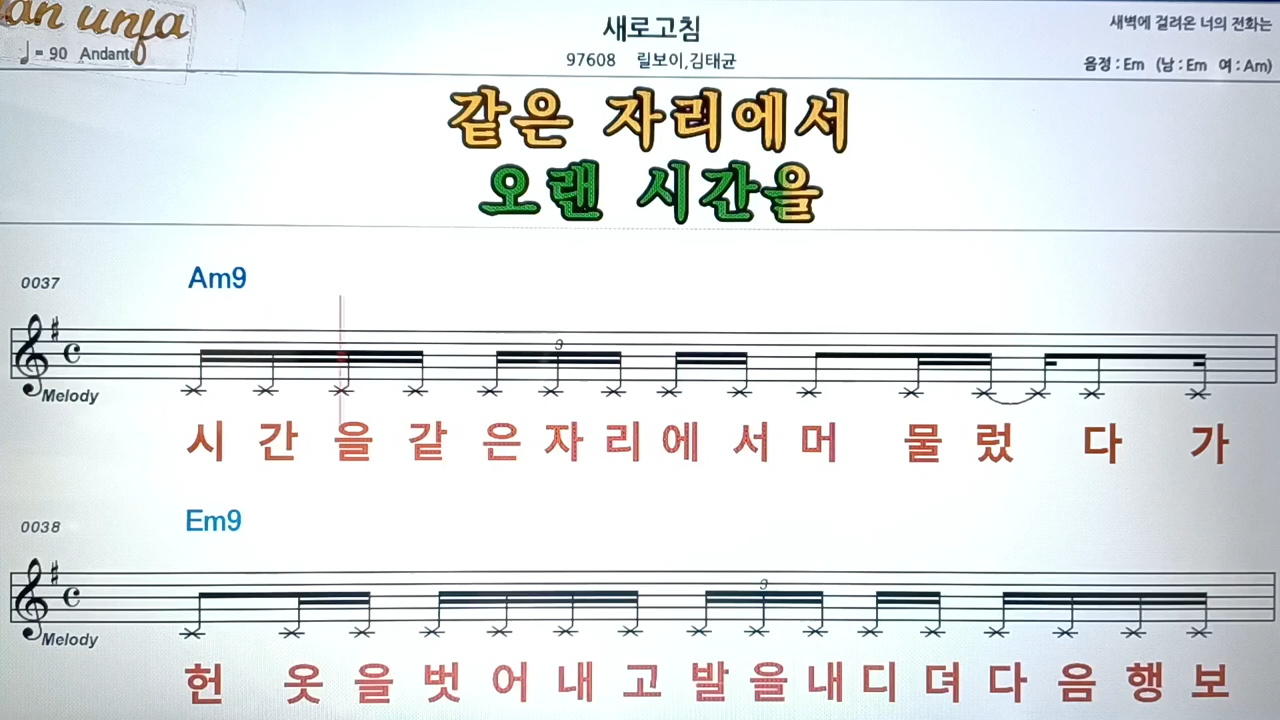 an unja
새로고침
새벽에 걸려온 너의 전화는
♩= 90 Andante
97608 릴보이,김태균
음정 : Em (남 : Em 여 : Am)
같은 자리에서
오랜 시간을
0037
Am9
3
Melody
시 간 을 같 은 자 리 에 서 머 물 렀 다 가
0038
Em9
3
Melody
헌 옷 을 벗 어 내 고 발 을 내 디 뎌 다 음 행 보